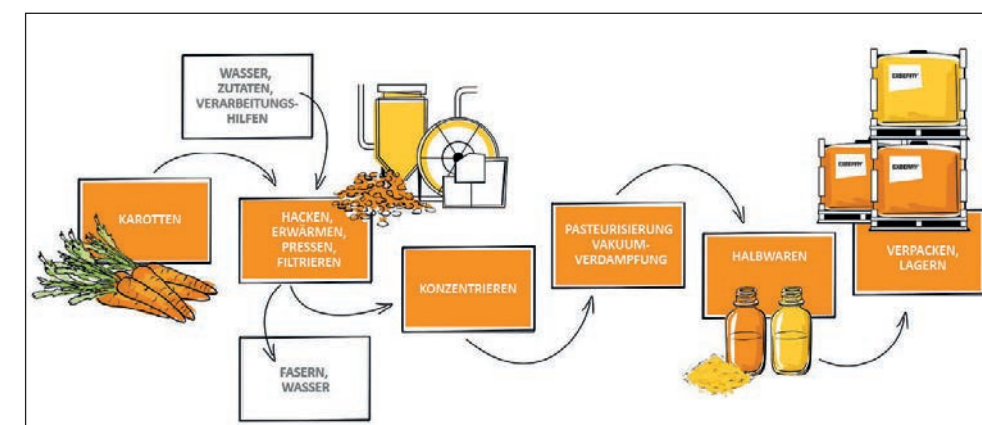 WASSER,
ZUTATEN,
VERARBEITUNGS-
HILFEN
KAROTTEN
HACKEN,
ERWÄRMEN,
PRESSEN,
FILTRIEREN
FASERN,
WASSER
KONZENTRIEREN
PASTEURISIERUNG
VAKUUM-
VERDAMPFUNG
HALBWAREN
EXBERRY
EXBERRY
EXBERRY
VERPACKEN,
LAGERN